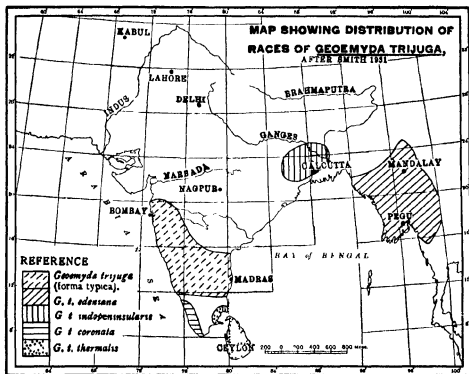 MAP SHOWING DISTRIBUTION OF
RACES OF GEOEMYDA TRIJUGA,
AFTER SMITH 1931
KABUL
LAHORE
DELHI
INDUS
BRAHMAPUTRA
GANGES
CALCUTTA
MANDALAY
NARBADA
NAGPUR
BOMBAY
PEGU
BAY of BENGAL
MADRAS
CEYLON
REFERENCE
Geoemyda trijuga
(forma typica).
G. t. edeniana
G t indopeninsularis
G t coronata
G. t. thermalis